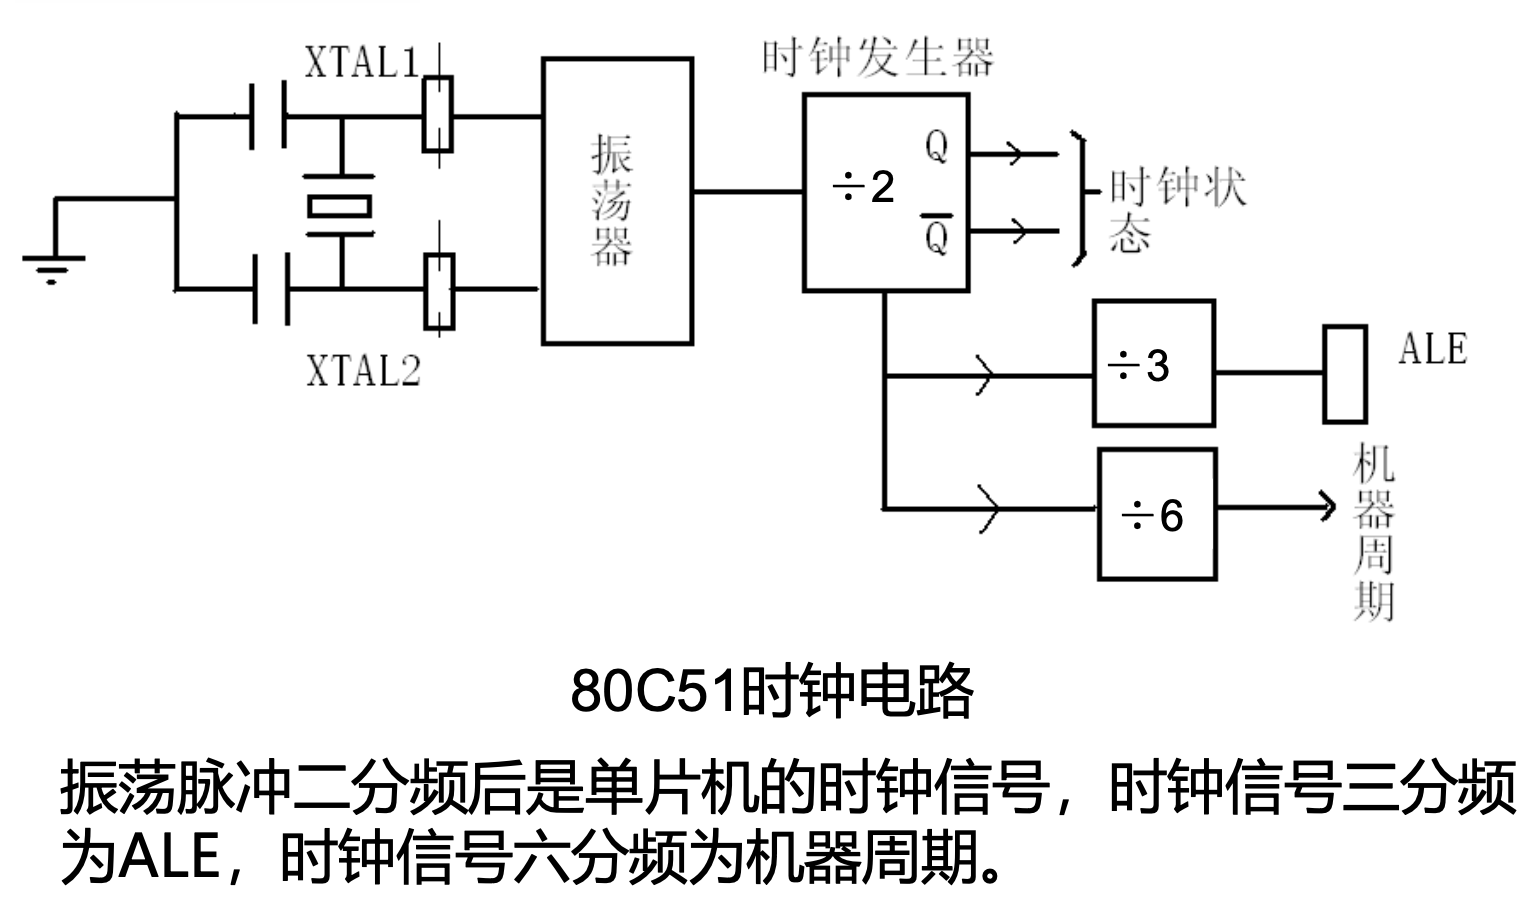 XTAL1
XTAL2
振荡器
时钟发生器
÷2
Q
Q̅
时钟状
态
÷3
ALE
÷6
机器周期
80C51时钟电路
振荡脉冲二分频后是单片机的时钟信号，时钟信号三分频
为ALE，时钟信号六分频为机器周期。